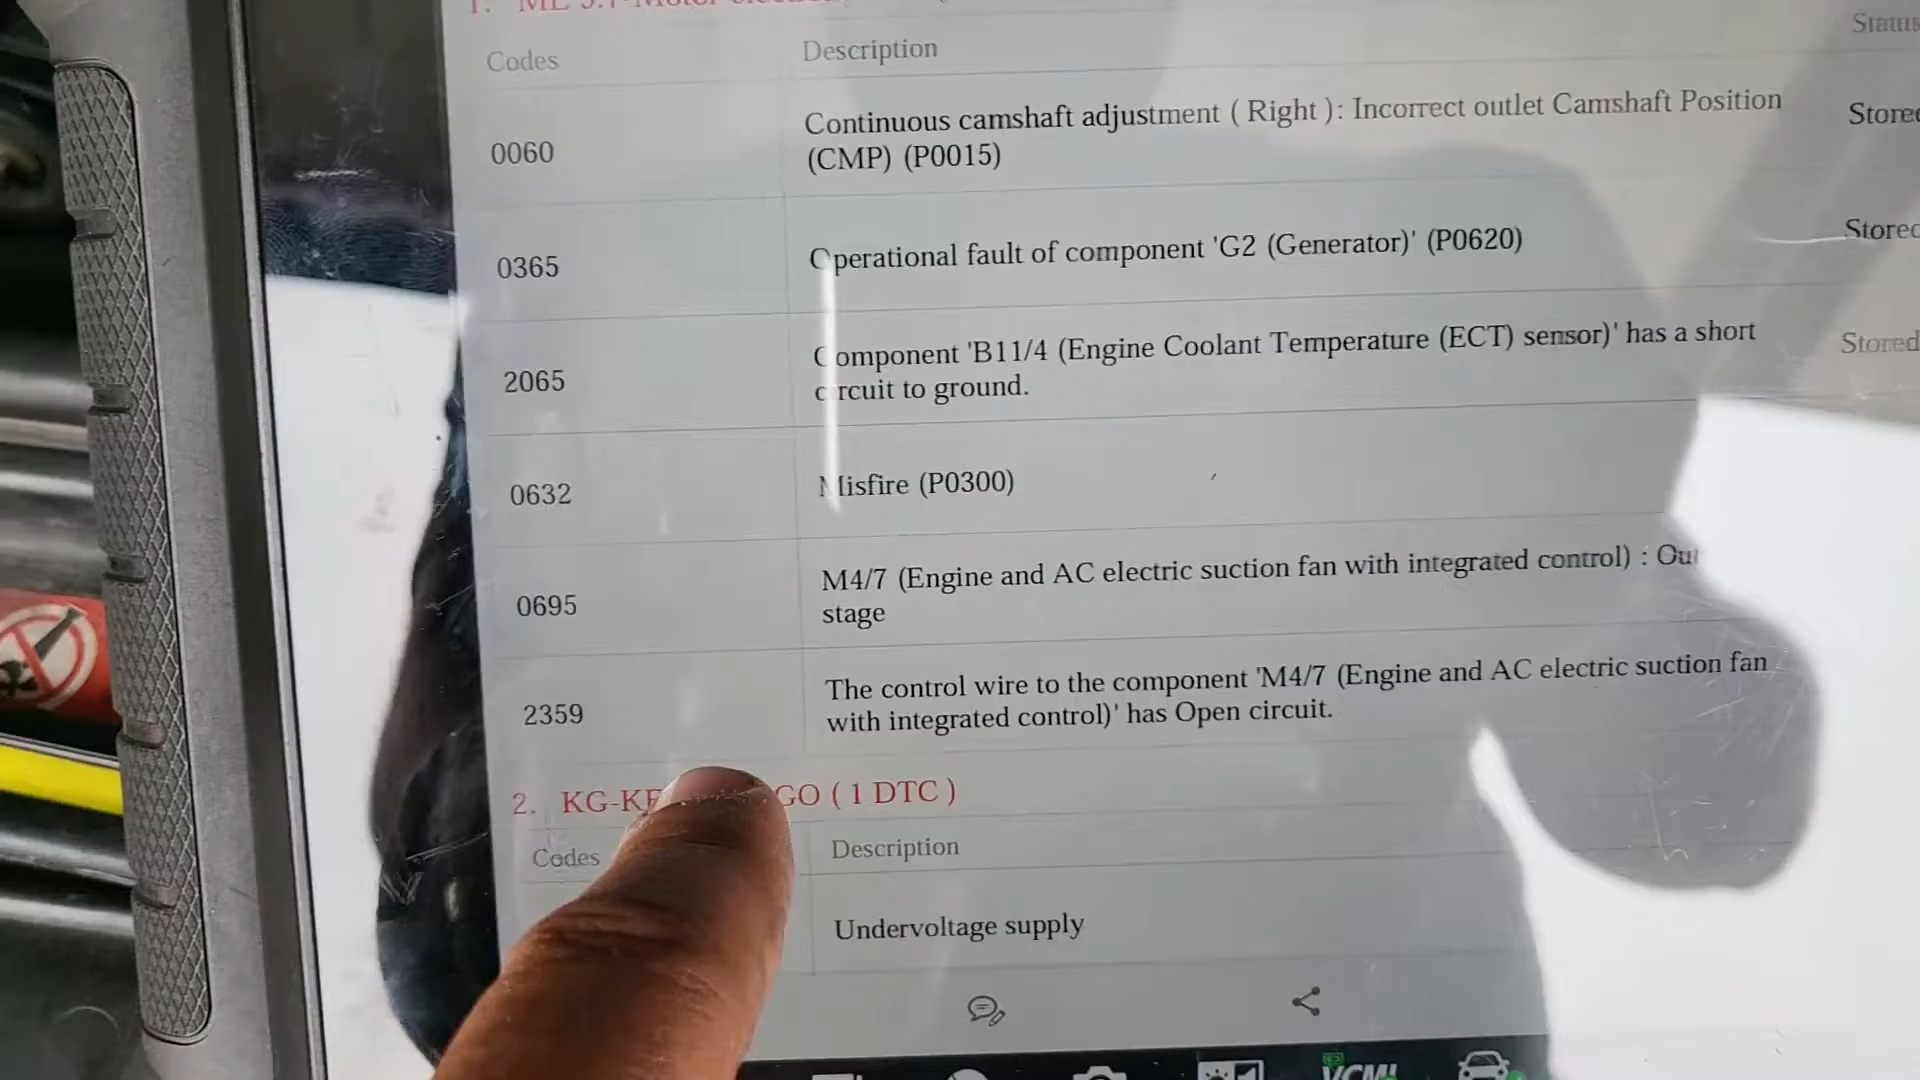 1. ME
Codes Description Status
0060 Continuous camshaft adjustment ( Right ): Incorrect outlet Camshaft Position Stored
(CMP) (P0015)
0365 Operational fault of component 'G2 (Generator)' (P0620) Stored
2065 Component 'B11/4 (Engine Coolant Temperature (ECT) sensor)' has a short Stored
circuit to ground.
0632 Misfire (P0300)
0695 M4/7 (Engine and AC electric suction fan with integrated control) : Out
stage
2359 The control wire to the component 'M4/7 (Engine and AC electric suction fan
with integrated control)' has Open circuit.
2. GO ( 1 DTC )
Codes Description
Undervoltage supply
VCMI